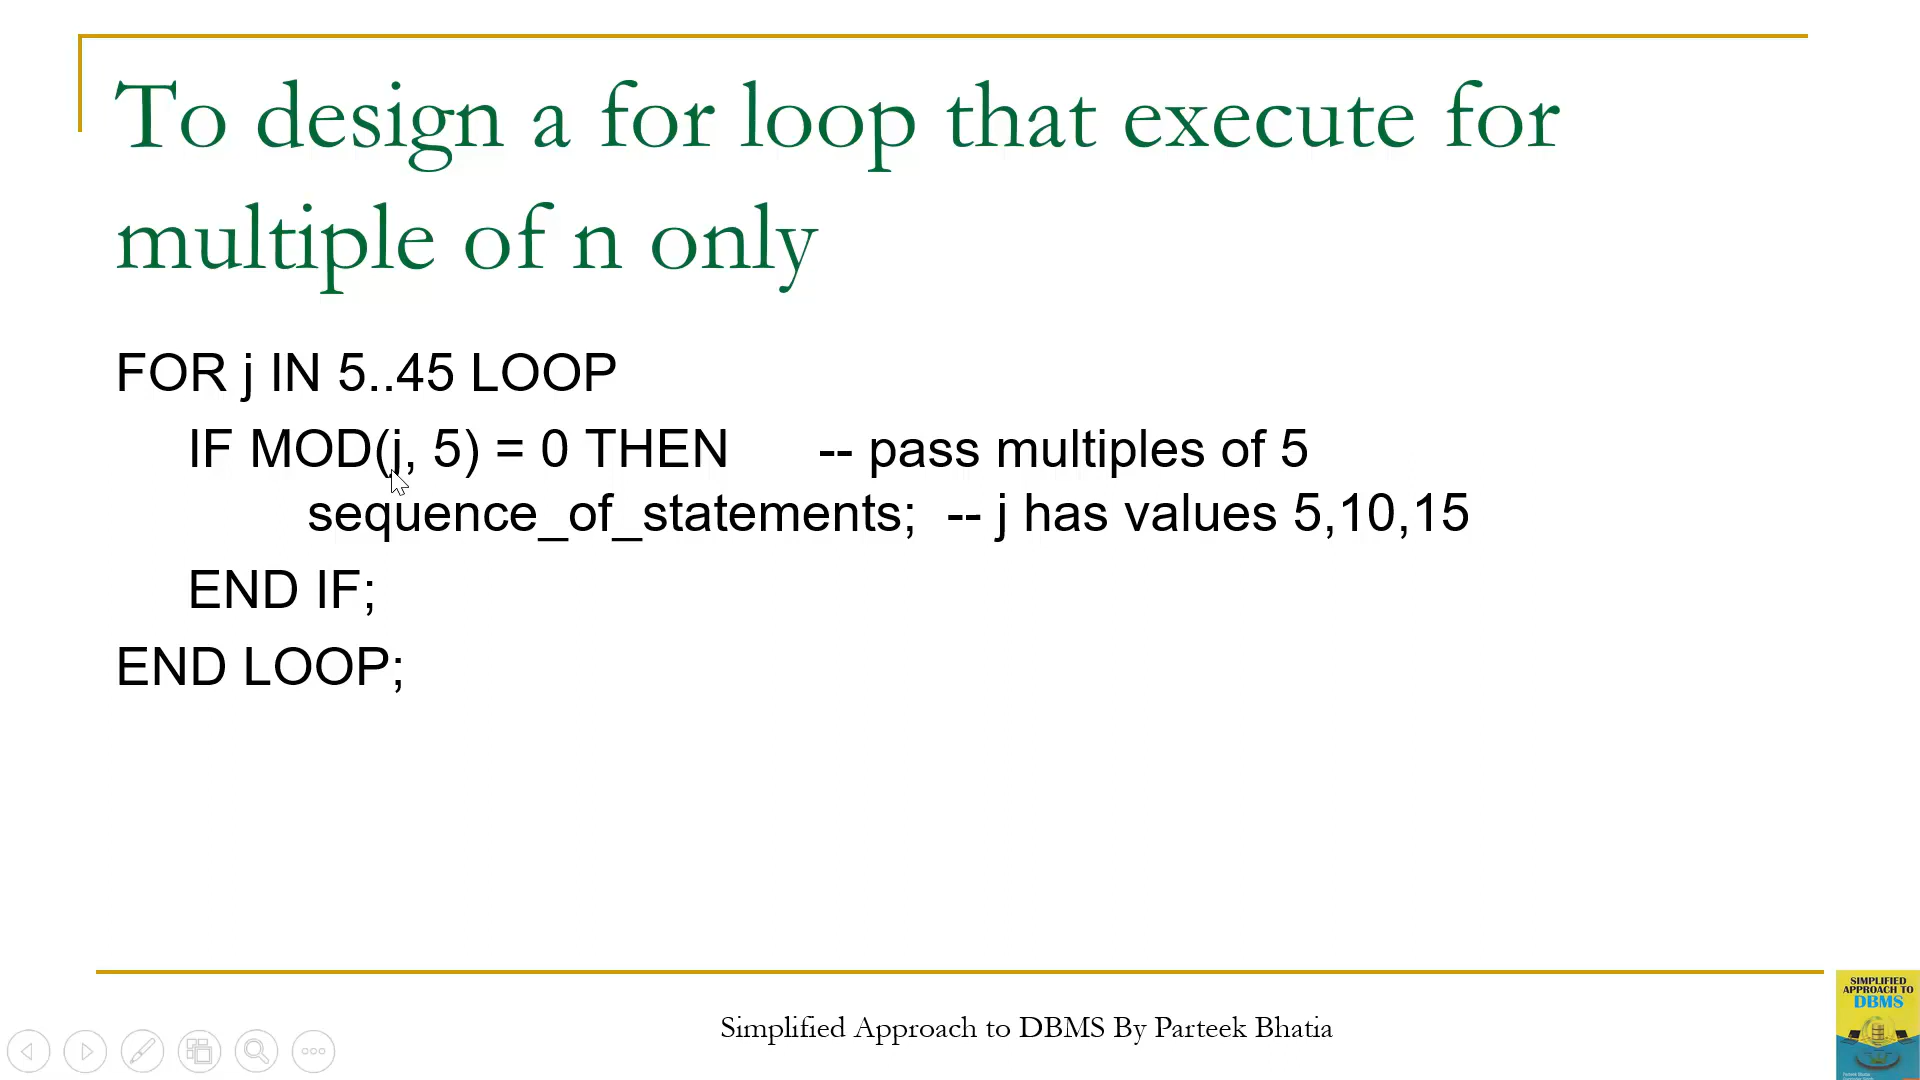 To design a for loop that execute for
multiple of n only
FOR j IN 5..45 LOOP
IF MOD(j, 5) = 0 THEN -- pass multiples of 5
sequence_of_statements; -- j has values 5,10,15
END IF;
END LOOP;
Simplified Approach to DBMS By Parteek Bhatia
SIMPLIFIED
APPROACH TO
DBMS
Parteek Bhatia